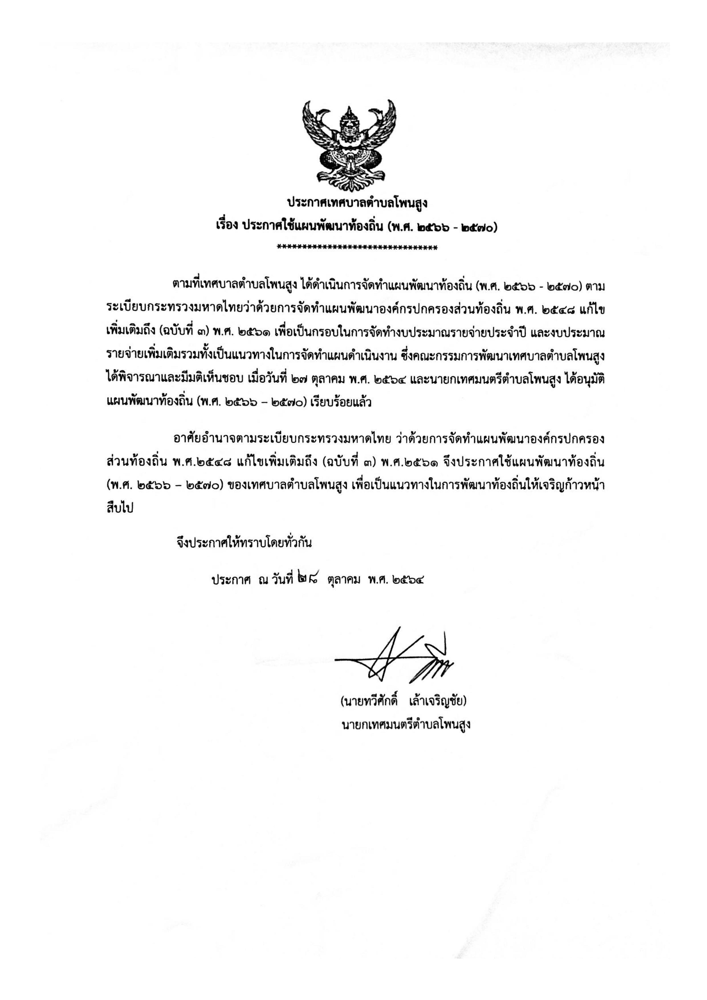 ประกาศเทศบาลตำบลโพนสูง
เรื่อง ประกาศใช้แผนพัฒนาท้องถิ่น (พ.ศ. ๒๕๖๖ - ๒๕๗๐)
********************************
ตามที่เทศบาลตำบลโพนสูง ได้ดำเนินการจัดทำแผนพัฒนาท้องถิ่น (พ.ศ. ๒๕๖๖ - ๒๕๗๐) ตาม
ระเบียบกระทรวงมหาดไทยว่าด้วยการจัดทำแผนพัฒนาองค์กรปกครองส่วนท้องถิ่น พ.ศ. ๒๕๔๘ แก้ไข
เพิ่มเติมถึง (ฉบับที่ ๓) พ.ศ. ๒๕๖๑ เพื่อเป็นกรอบในการจัดทำงบประมาณรายจ่ายประจำปี และงบประมาณ
รายจ่ายเพิ่มเติมรวมทั้งเป็นแนวทางในการจัดทำแผนดำเนินงาน ซึ่งคณะกรรมการพัฒนาเทศบาลตำบลโพนสูง
ได้พิจารณาและมีมติเห็นชอบ เมื่อวันที่ ๒๗ ตุลาคม พ.ศ. ๒๕๖๔ และนายกเทศมนตรีตำบลโพนสูง ได้อนุมัติ
แผนพัฒนาท้องถิ่น (พ.ศ. ๒๕๖๖ – ๒๕๗๐) เรียบร้อยแล้ว
อาศัยอำนาจตามระเบียบกระทรวงมหาดไทย ว่าด้วยการจัดทำแผนพัฒนาองค์กรปกครอง
ส่วนท้องถิ่น พ.ศ.๒๕๔๘ แก้ไขเพิ่มเติมถึง (ฉบับที่ ๓) พ.ศ.๒๕๖๑ จึงประกาศใช้แผนพัฒนาท้องถิ่น
(พ.ศ. ๒๕๖๖ – ๒๕๗๐) ของเทศบาลตำบลโพนสูง เพื่อเป็นแนวทางในการพัฒนาท้องถิ่นให้เจริญก้าวหน้า
สืบไป
จึงประกาศให้ทราบโดยทั่วกัน
ประกาศ ณ วันที่ ๒๘ ตุลาคม พ.ศ. ๒๕๖๔
(นายทวีศักดิ์ เล้าเจริญชัย)
นายกเทศมนตรีตำบลโพนสูง